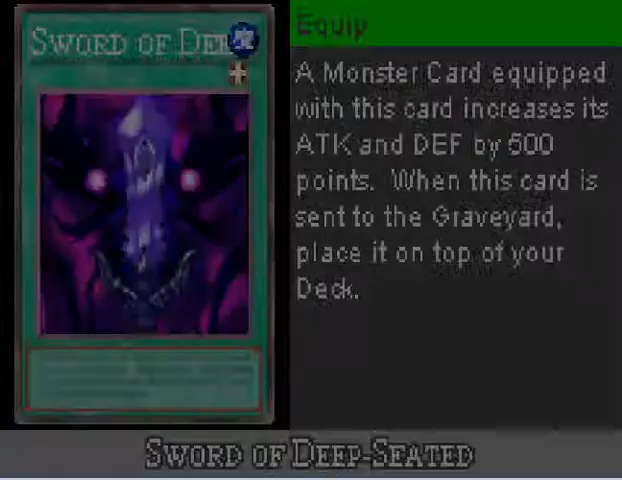 SWORD OF DEE
Equip
A Monster Card equipped
with this card increases its
ATK and DEF by 500
points. When this card is
sent to the Graveyard,
place it on top of your
Deck.
SWORD OF DEEP-SEATED